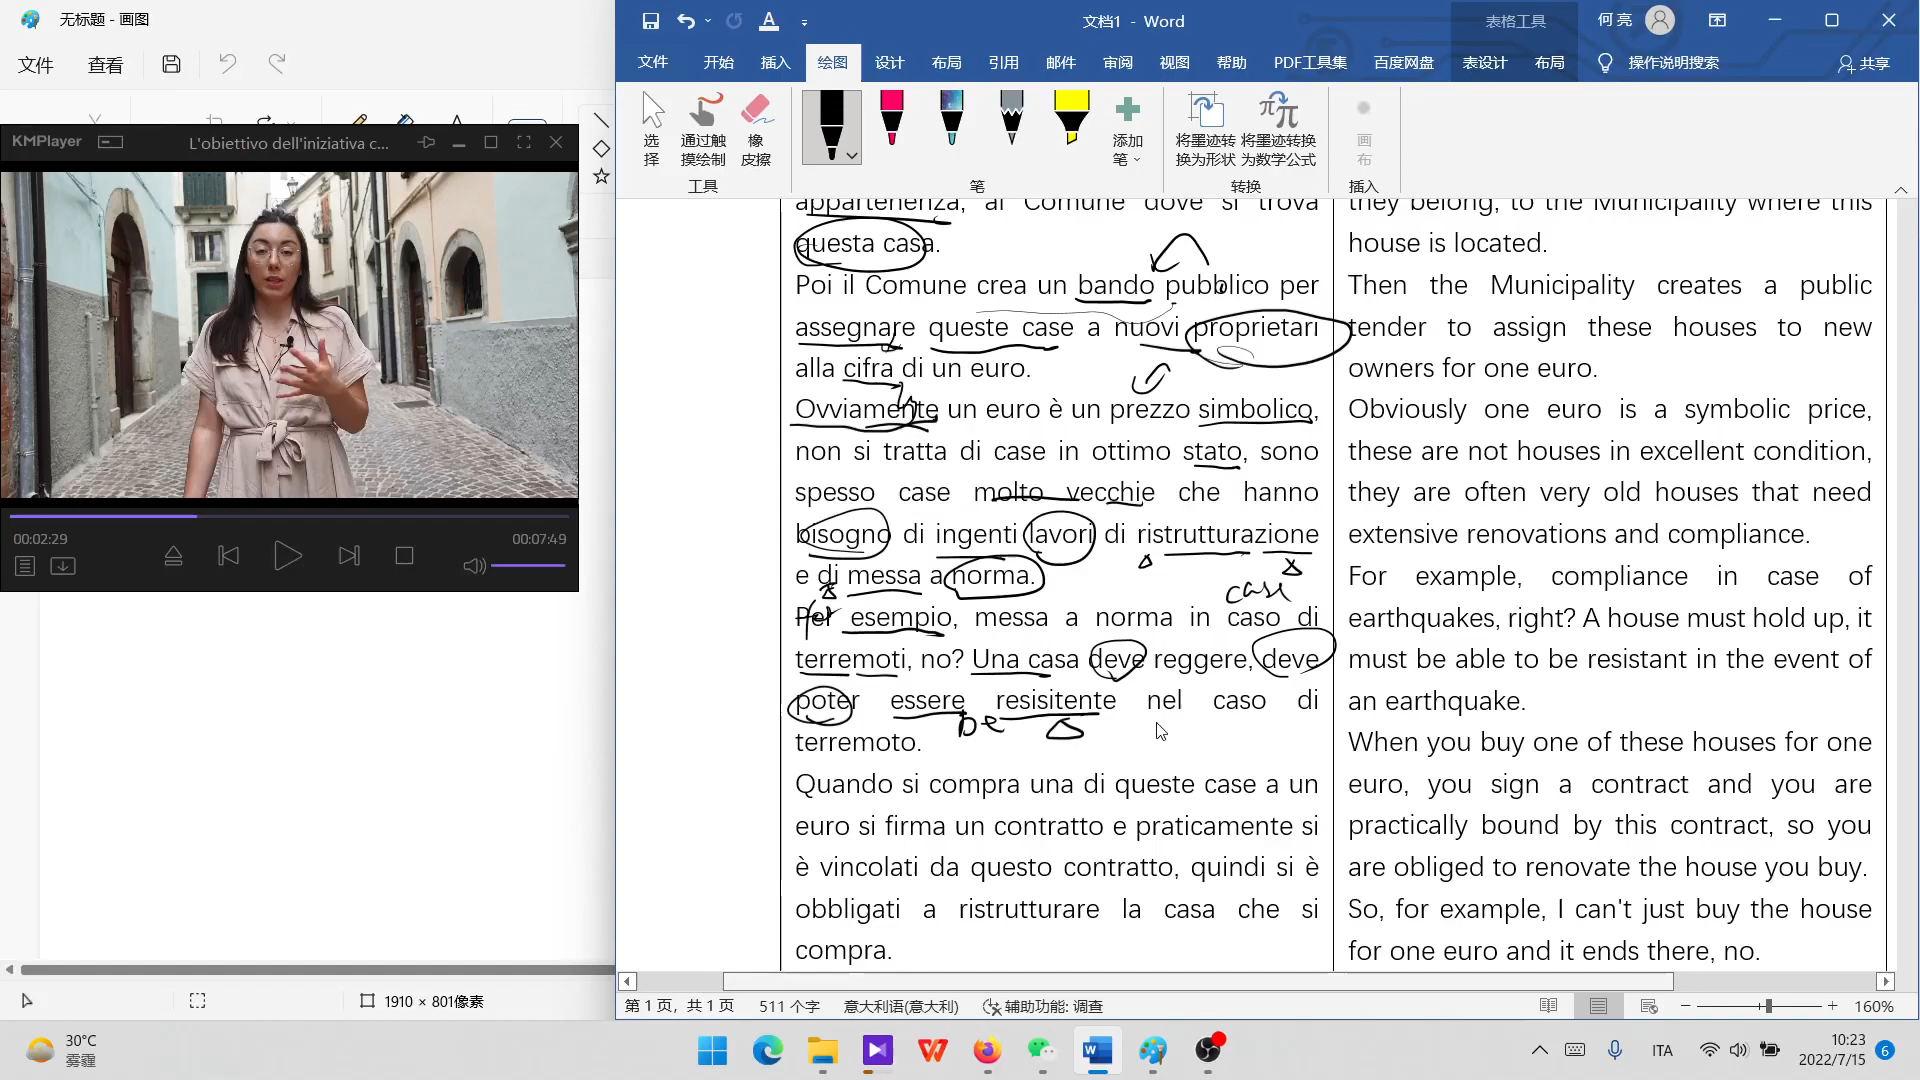 无标题 - 画图
文件 查看
KMPlayer L'obiettivo dell'iniziativa c...
00:02:29 00:07:49
1910 × 801像素
文档1 - Word
表格工具
何 亮
文件 开始 插入 绘图 设计 布局 引用 邮件 审阅 视图 帮助 PDF工具集 百度网盘 表设计 布局 操作说明搜索 共享
选择
通过触摸绘制
橡皮擦
工具
添加笔
笔
将墨迹转换为形状
将墨迹转换为数学公式
转换
画布
插入
appartenenza, al Comune dove si trova
questa casa.
Poi il Comune crea un bando pubblico per
assegnare queste case a nuovi proprietari
alla cifra di un euro.
Ovviamente un euro è un prezzo simbolico,
non si tratta di case in ottimo stato, sono
spesso case molto vecchie che hanno
bisogno di ingenti lavori di ristrutturazione
e di messa a norma.
case
for
Per esempio, messa a norma in caso di
terremoti, no? Una casa deve reggere, deve
poter essere resisitente nel caso di
be
terremoto.
Quando si compra una di queste case a un
euro si firma un contratto e praticamente si
è vincolati da questo contratto, quindi si è
obbligati a ristrutturare la casa che si
compra.
they belong, to the Municipality where this
house is located.
Then the Municipality creates a public
tender to assign these houses to new
owners for one euro.
Obviously one euro is a symbolic price,
these are not houses in excellent condition,
they are often very old houses that need
extensive renovations and compliance.
For example, compliance in case of
earthquakes, right? A house must hold up, it
must be able to be resistant in the event of
an earthquake.
When you buy one of these houses for one
euro, you sign a contract and you are
practically bound by this contract, so you
are obliged to renovate the house you buy.
So, for example, I can't just buy the house
for one euro and it ends there, no.
第 1 页，共 1 页 511 个字 意大利语(意大利) 辅助功能: 调查 160%
30°C
雾霾
ITA
10:23
2022/7/15
6